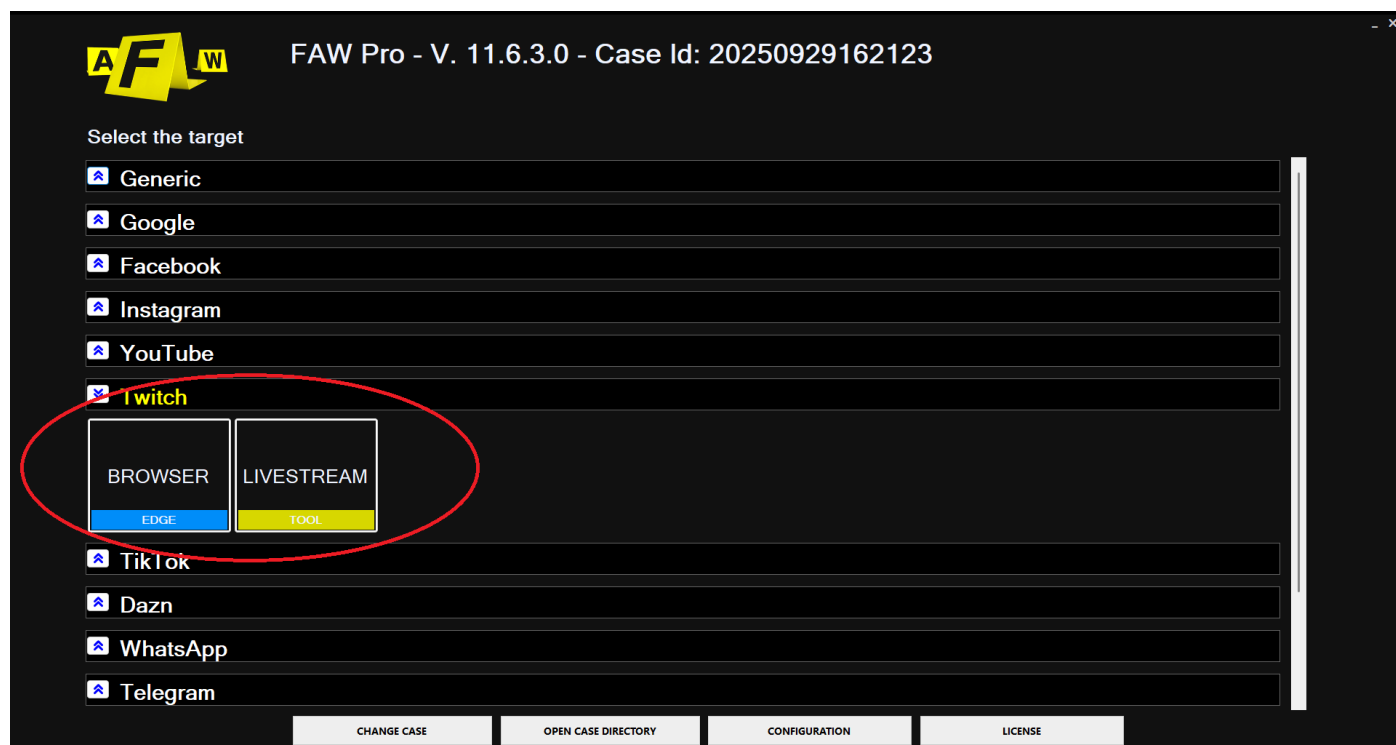 A F W
FAW Pro - V. 11.6.3.0 - Case Id: 20250929162123
Select the target
Generic
Google
Facebook
Instagram
YouTube
Twitch
BROWSER LIVESTREAM
EDGE TOOL
TikTok
Dazn
WhatsApp
Telegram
CHANGE CASE OPEN CASE DIRECTORY CONFIGURATION LICENSE